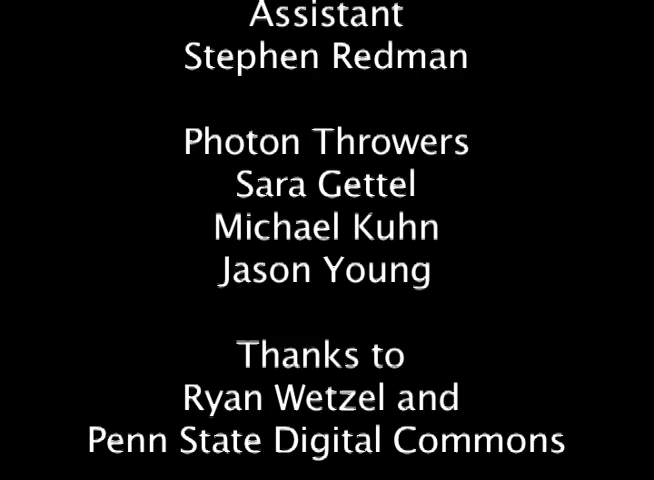 Assistant
Stephen Redman
Photon Throwers
Sara Gettel
Michael Kuhn
Jason Young
Thanks to
Ryan Wetzel and
Penn State Digital Commons